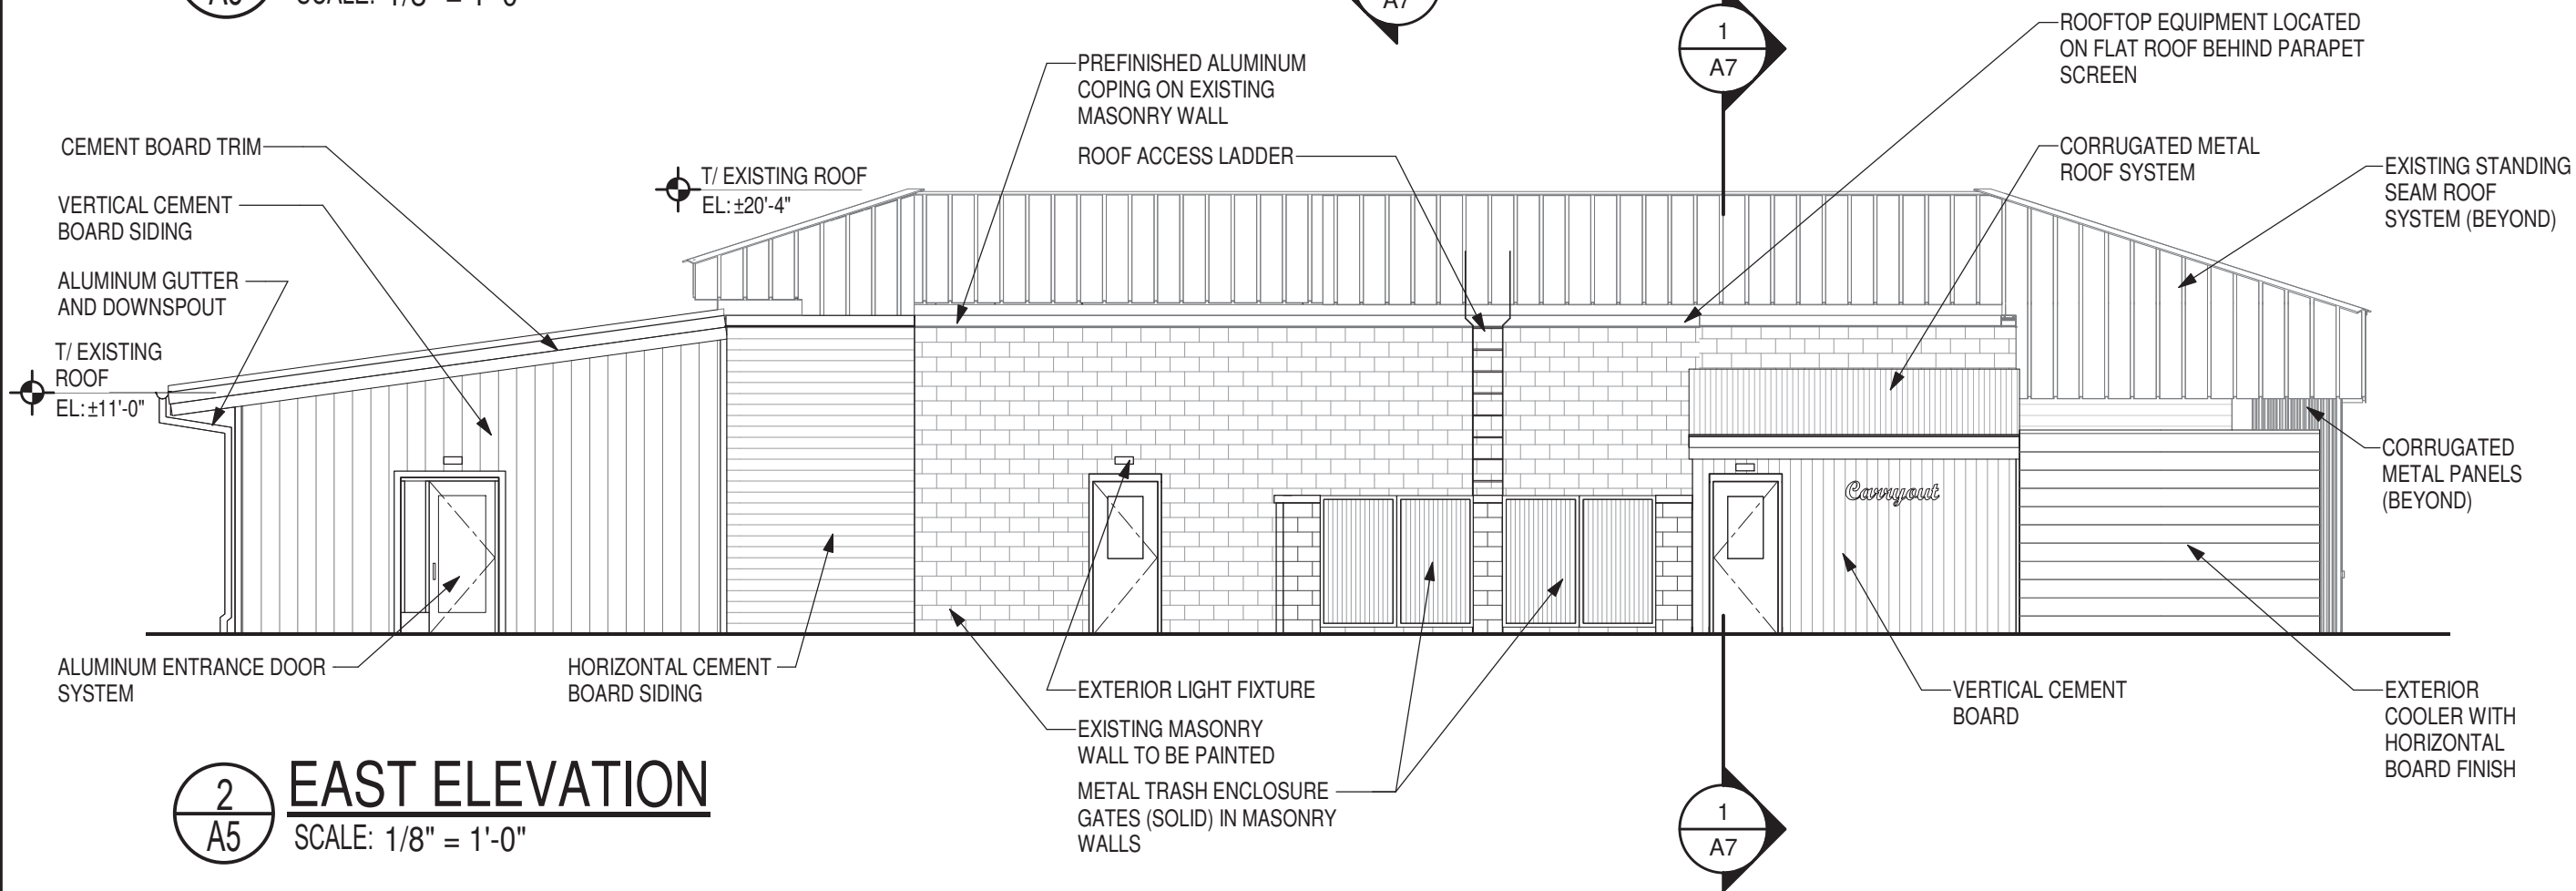 A7
1
A7
ROOFTOP EQUIPMENT LOCATED
ON FLAT ROOF BEHIND PARAPET
SCREEN
PREFINISHED ALUMINUM
COPING ON EXISTING
MASONRY WALL
ROOF ACCESS LADDER
CEMENT BOARD TRIM
VERTICAL CEMENT
BOARD SIDING
ALUMINUM GUTTER
AND DOWNSPOUT
T/ EXISTING
ROOF
EL: ±11'-0"
T/ EXISTING ROOF
EL: ±20'-4"
CORRUGATED METAL
ROOF SYSTEM
EXISTING STANDING
SEAM ROOF
SYSTEM (BEYOND)
CORRUGATED
METAL PANELS
(BEYOND)
Carryout
ALUMINUM ENTRANCE DOOR
SYSTEM
HORIZONTAL CEMENT
BOARD SIDING
EXTERIOR LIGHT FIXTURE
EXISTING MASONRY
WALL TO BE PAINTED
METAL TRASH ENCLOSURE
GATES (SOLID) IN MASONRY
WALLS
VERTICAL CEMENT
BOARD
EXTERIOR
COOLER WITH
HORIZONTAL
BOARD FINISH
2
A5
EAST ELEVATION
SCALE: 1/8" = 1'-0"
1
A7